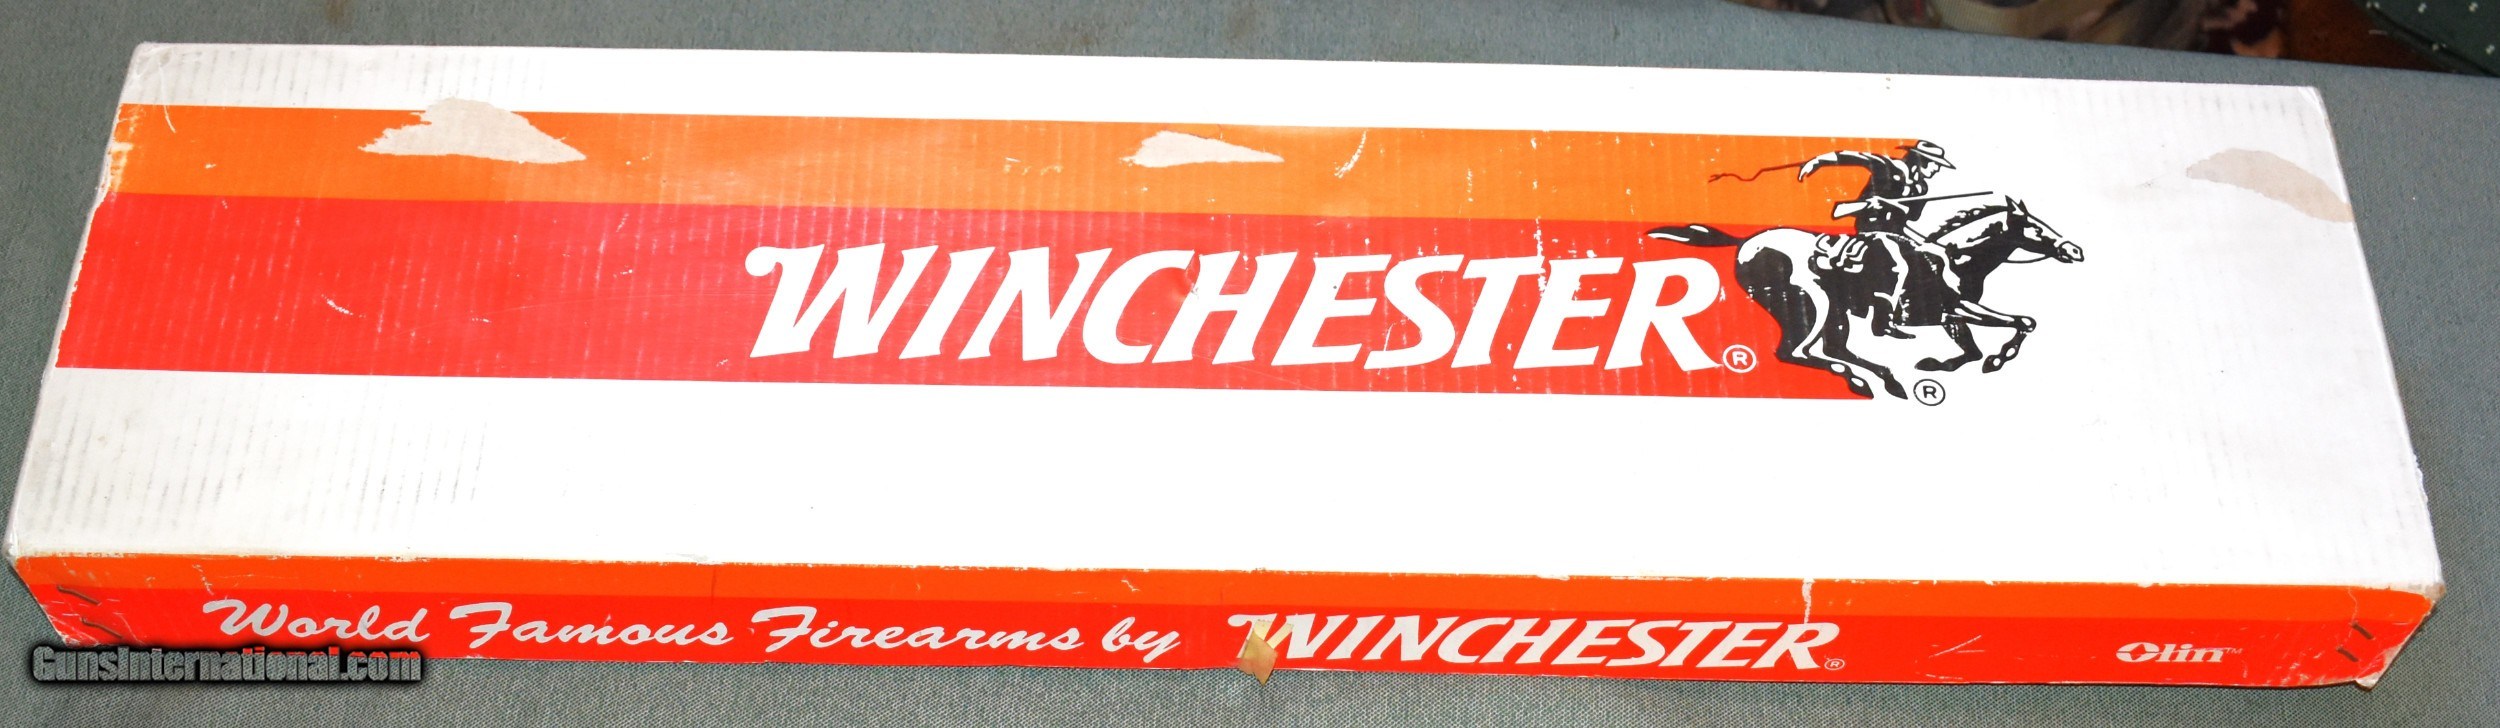 WINCHESTER®
®
World Famous Firearms by WINCHESTER®
Olin™
GunsInternational.com